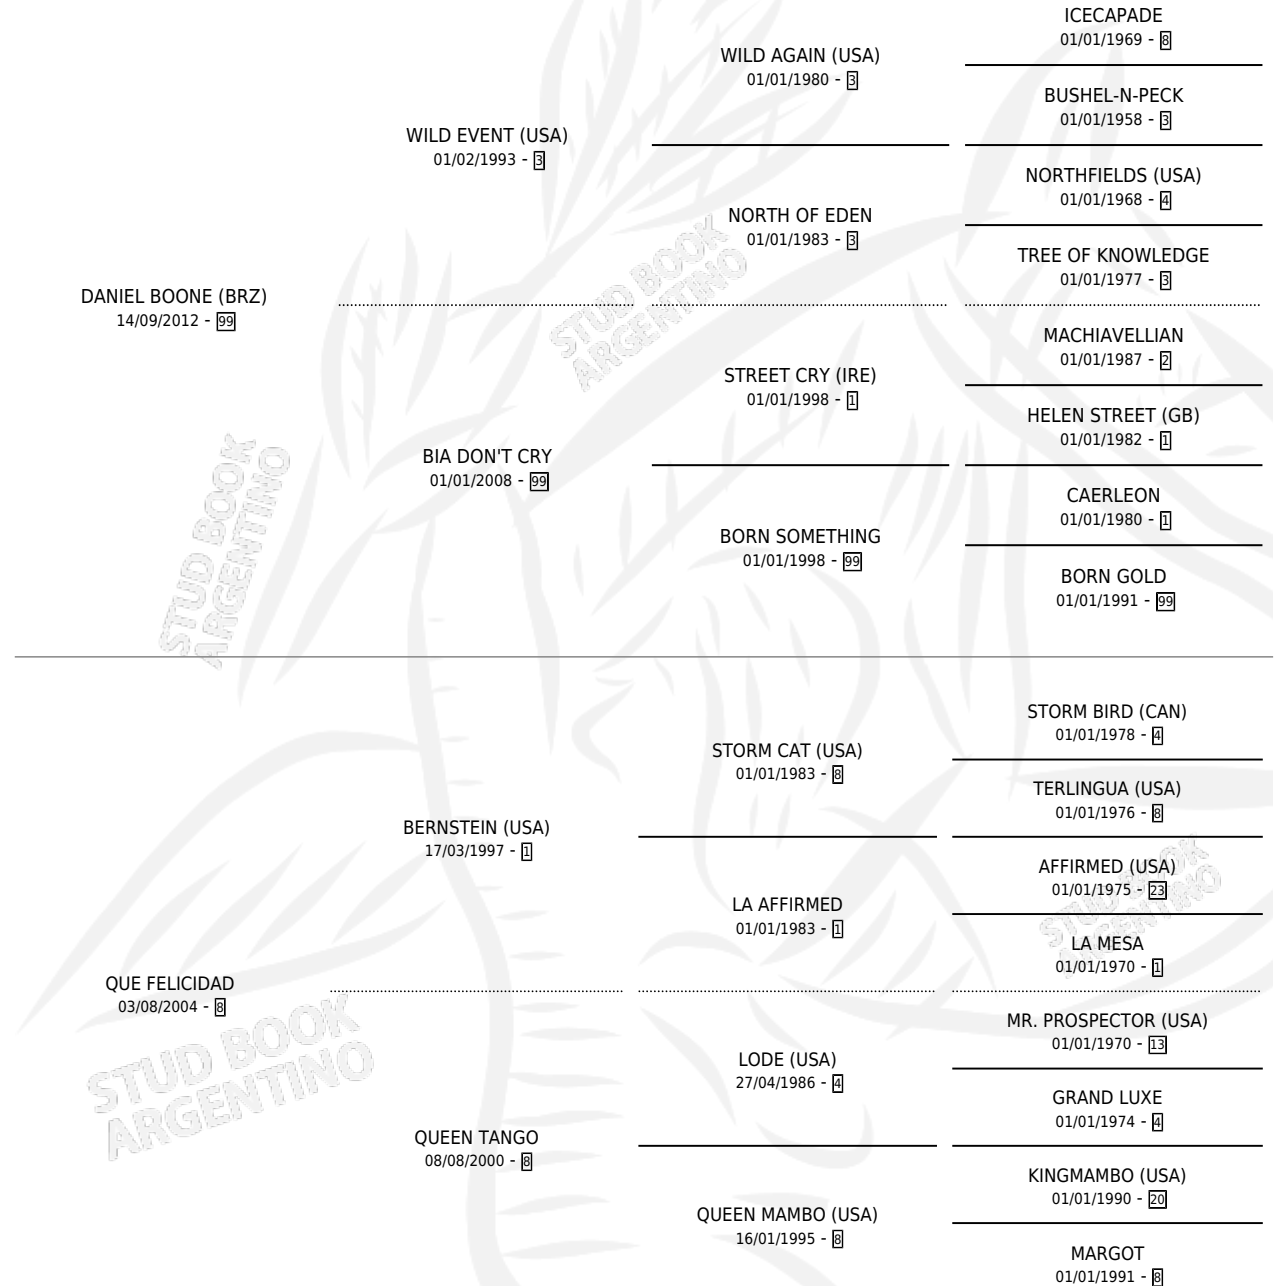 ICECAPADE
01/01/1969 - 8
WILD AGAIN (USA)
01/01/1980 - 3
BUSHEL-N-PECK
01/01/1958 - 3
WILD EVENT (USA)
01/02/1993 - 3
NORTHFIELDS (USA)
01/01/1968 - 4
NORTH OF EDEN
01/01/1983 - 3
TREE OF KNOWLEDGE
01/01/1977 - 3
DANIEL BOONE (BRZ)
14/09/2012 - 99
MACHIAVELLIAN
01/01/1987 - 2
STREET CRY (IRE)
01/01/1998 - 1
HELEN STREET (GB)
01/01/1982 - 1
BIA DON'T CRY
01/01/2008 - 99
CAERLEON
01/01/1980 - 1
BORN SOMETHING
01/01/1998 - 99
BORN GOLD
01/01/1991 - 99
STUD BOOK
ARGENTINO
STUD BOOK
ARGENTINO
STORM BIRD (CAN)
01/01/1978 - 4
STORM CAT (USA)
01/01/1983 - 8
TERLINGUA (USA)
01/01/1976 - 8
BERNSTEIN (USA)
17/03/1997 - 1
AFFIRMED (USA)
01/01/1975 - 23
LA AFFIRMED
01/01/1983 - 1
LA MESA
01/01/1970 - 1
QUE FELICIDAD
03/08/2004 - 8
MR. PROSPECTOR (USA)
01/01/1970 - 13
LODE (USA)
27/04/1986 - 4
GRAND LUXE
01/01/1974 - 4
QUEEN TANGO
08/08/2000 - 8
KINGMAMBO (USA)
01/01/1990 - 20
QUEEN MAMBO (USA)
16/01/1995 - 8
MARGOT
01/01/1991 - 8
STUD BOOK
ARGENTINO
STUD BOOK
ARGENTINO